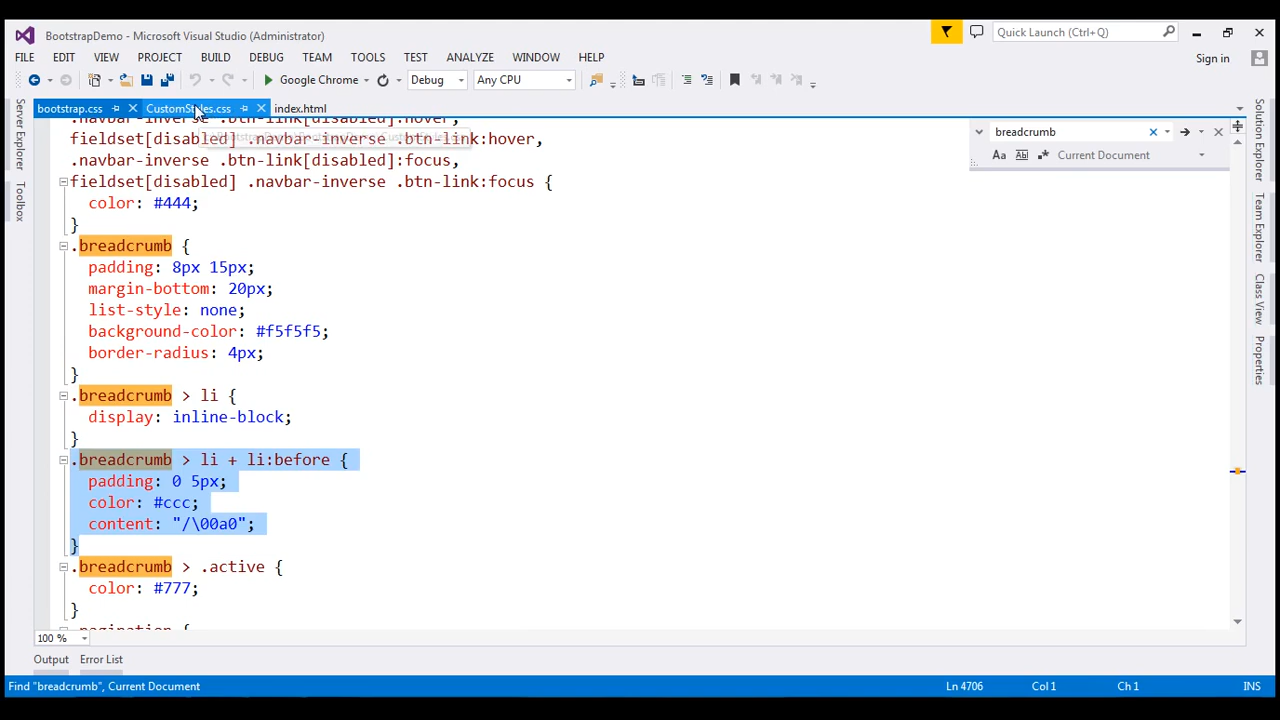 BootstrapDemo - Microsoft Visual Studio (Administrator)
Quick Launch (Ctrl+Q)
FILE EDIT VIEW PROJECT BUILD DEBUG TEAM TOOLS TEST ANALYZE WINDOW HELP
Sign in
Google Chrome Debug Any CPU
bootstrap.css CustomStyles.css index.html
Server Explorer
Toolbox
breadcrumb
Aa Ab Current Document
fieldset[disabled] .navbar-inverse .btn-link:hover,
.navbar-inverse .btn-link[disabled]:focus,
fieldset[disabled] .navbar-inverse .btn-link:focus {
color: #444;
}
.breadcrumb {
padding: 8px 15px;
margin-bottom: 20px;
list-style: none;
background-color: #f5f5f5;
border-radius: 4px;
}
.breadcrumb > li {
display: inline-block;
}
.breadcrumb > li + li:before {
padding: 0 5px;
color: #ccc;
content: "/\00a0";
}
.breadcrumb > .active {
color: #777;
}
.pagination {
Solution Explorer
Team Explorer
Class View
Properties
100 %
Output Error List
Find "breadcrumb", Current Document
Ln 4706 Col 1 Ch 1 INS